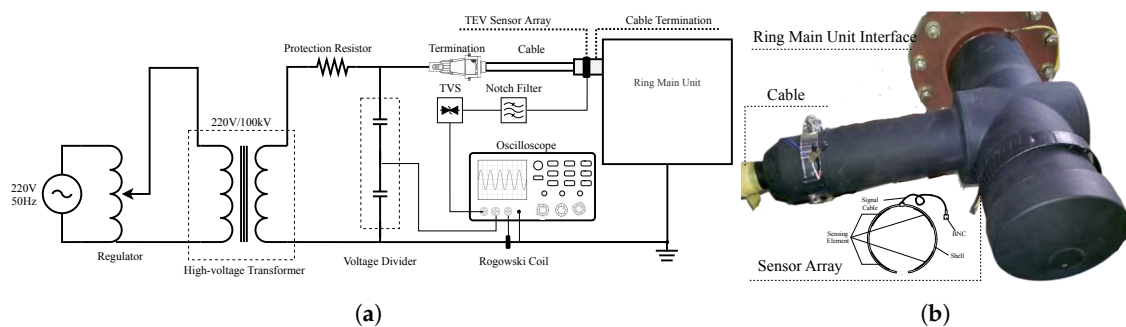 TEV Sensor Array
Cable Termination
Protection Resistor
Termination
Cable
Ring Main Unit
TVS
Notch Filter
220V/100kV
Oscilloscope
220V
50Hz
Regulator
High-voltage Transformer
Voltage Divider
Rogowski Coil
(a)
Ring Main Unit Interface
Cable
Signal
Cable
Sensing
Element
BNC
Shell
Sensor Array
(b)